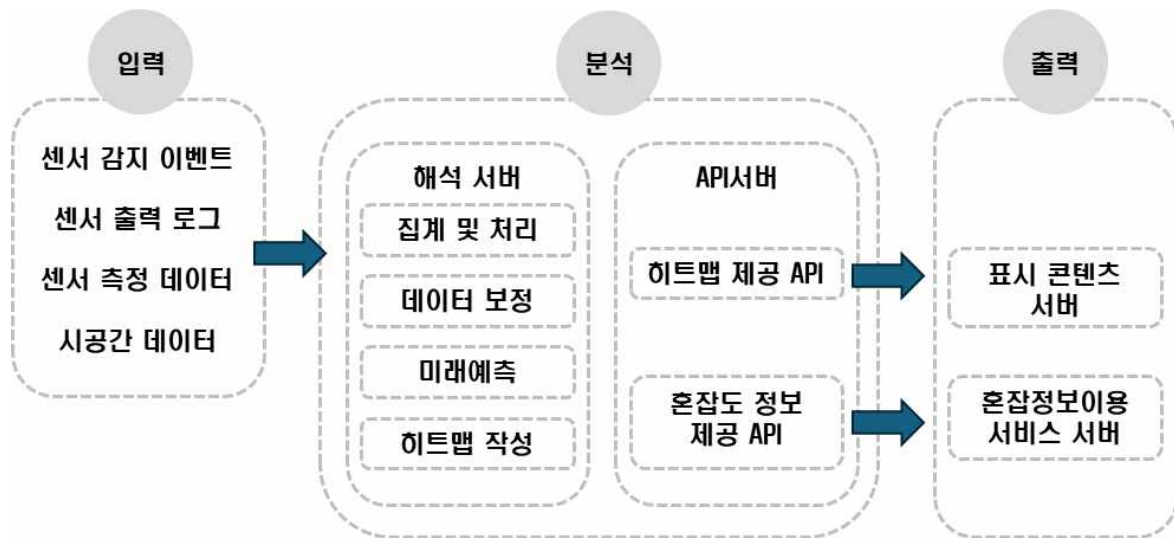 입력
센서 감지 이벤트
센서 출력 로그
센서 측정 데이터
시공간 데이터
분석
해석 서버
집계 및 처리
데이터 보정
미래예측
히트맵 작성
API서버
히트맵 제공 API
혼잡도 정보
제공 API
출력
표시 콘텐츠
서버
혼잡정보이용
서비스 서버